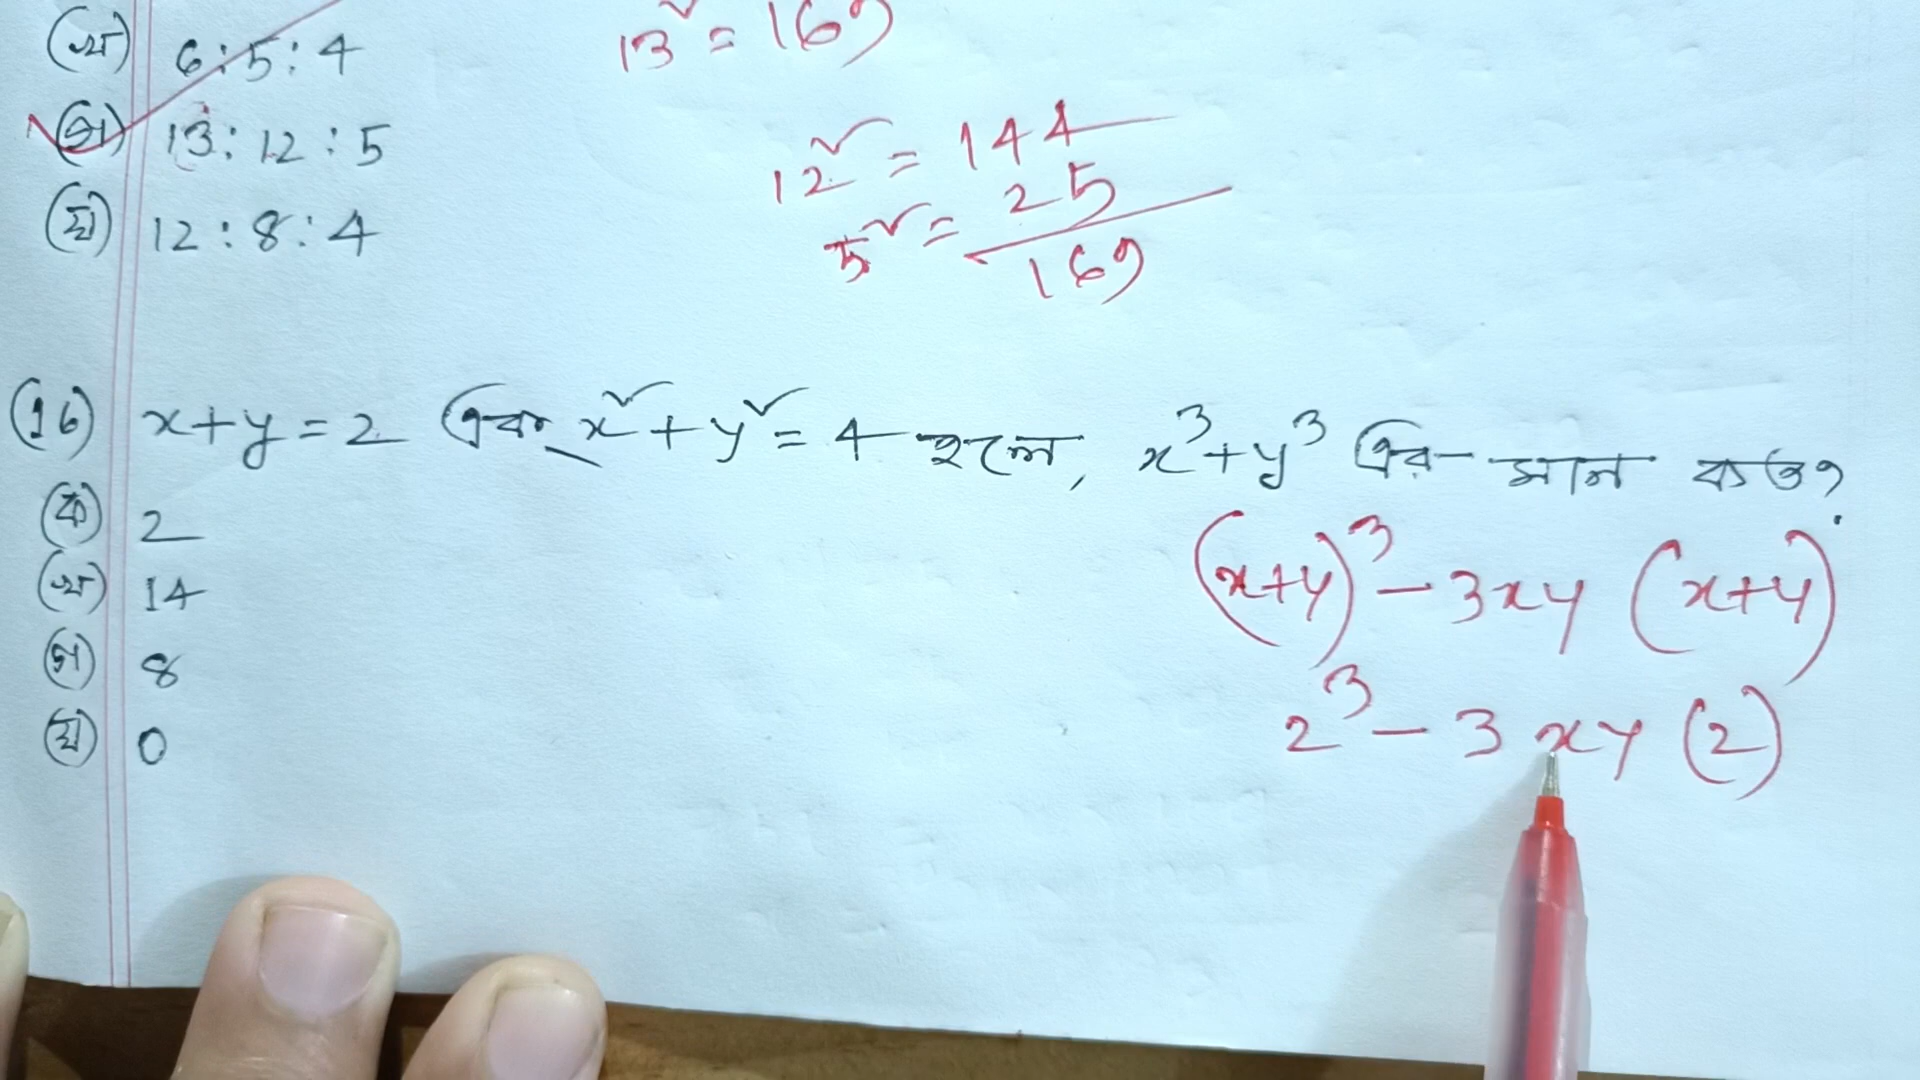 (খ) 6:5:4
13² = 169
(গ) 13:12:5
12² = 144
5² = 25
169
(ঘ) 12:8:4
(16) x+y=2 এবং x²+y²=4 হলে, x³+y³ এর মান কত?
(ক) 2
(খ) 14
(গ) 8
(ঘ) 0
(x+y)³ - 3xy (x+y)
2³ - 3xy (2)